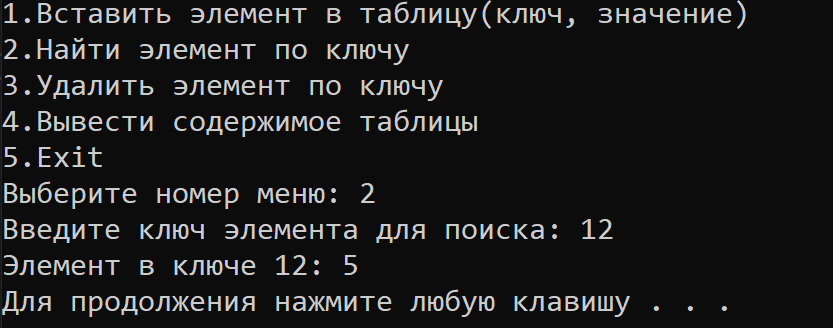 1.Вставить элемент в таблицу(ключ, значение)
2.Найти элемент по ключу
3.Удалить элемент по ключу
4.Вывести содержимое таблицы
5.Exit
Выберите номер меню: 2
Введите ключ элемента для поиска: 12
Элемент в ключе 12: 5
Для продолжения нажмите любую клавишу . . .